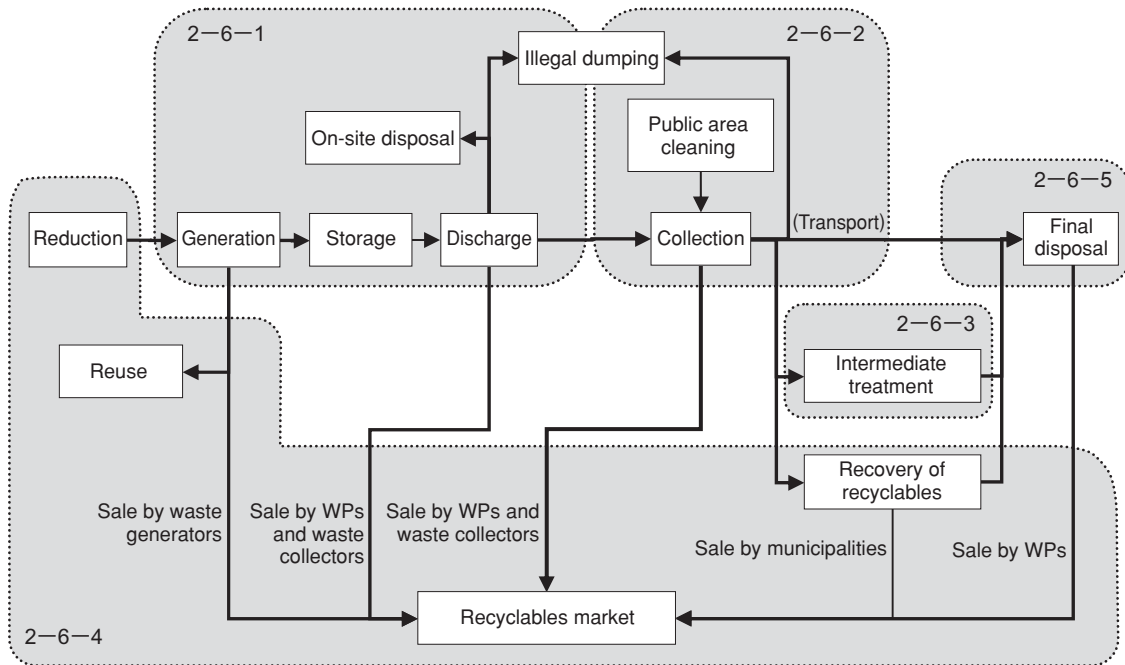 2-6-1
2-6-2
Illegal dumping
On-site disposal
Public area
cleaning
2-6-5
Reduction
Generation
Storage
Discharge
Collection
(Transport)
Final
disposal
2-6-3
Reuse
Intermediate
treatment
Recovery of
recyclables
Sale by waste
generators
Sale by WPs
and waste
collectors
Sale by WPs and
waste collectors
Sale by municipalities
Sale by WPs
Recyclables market
2-6-4